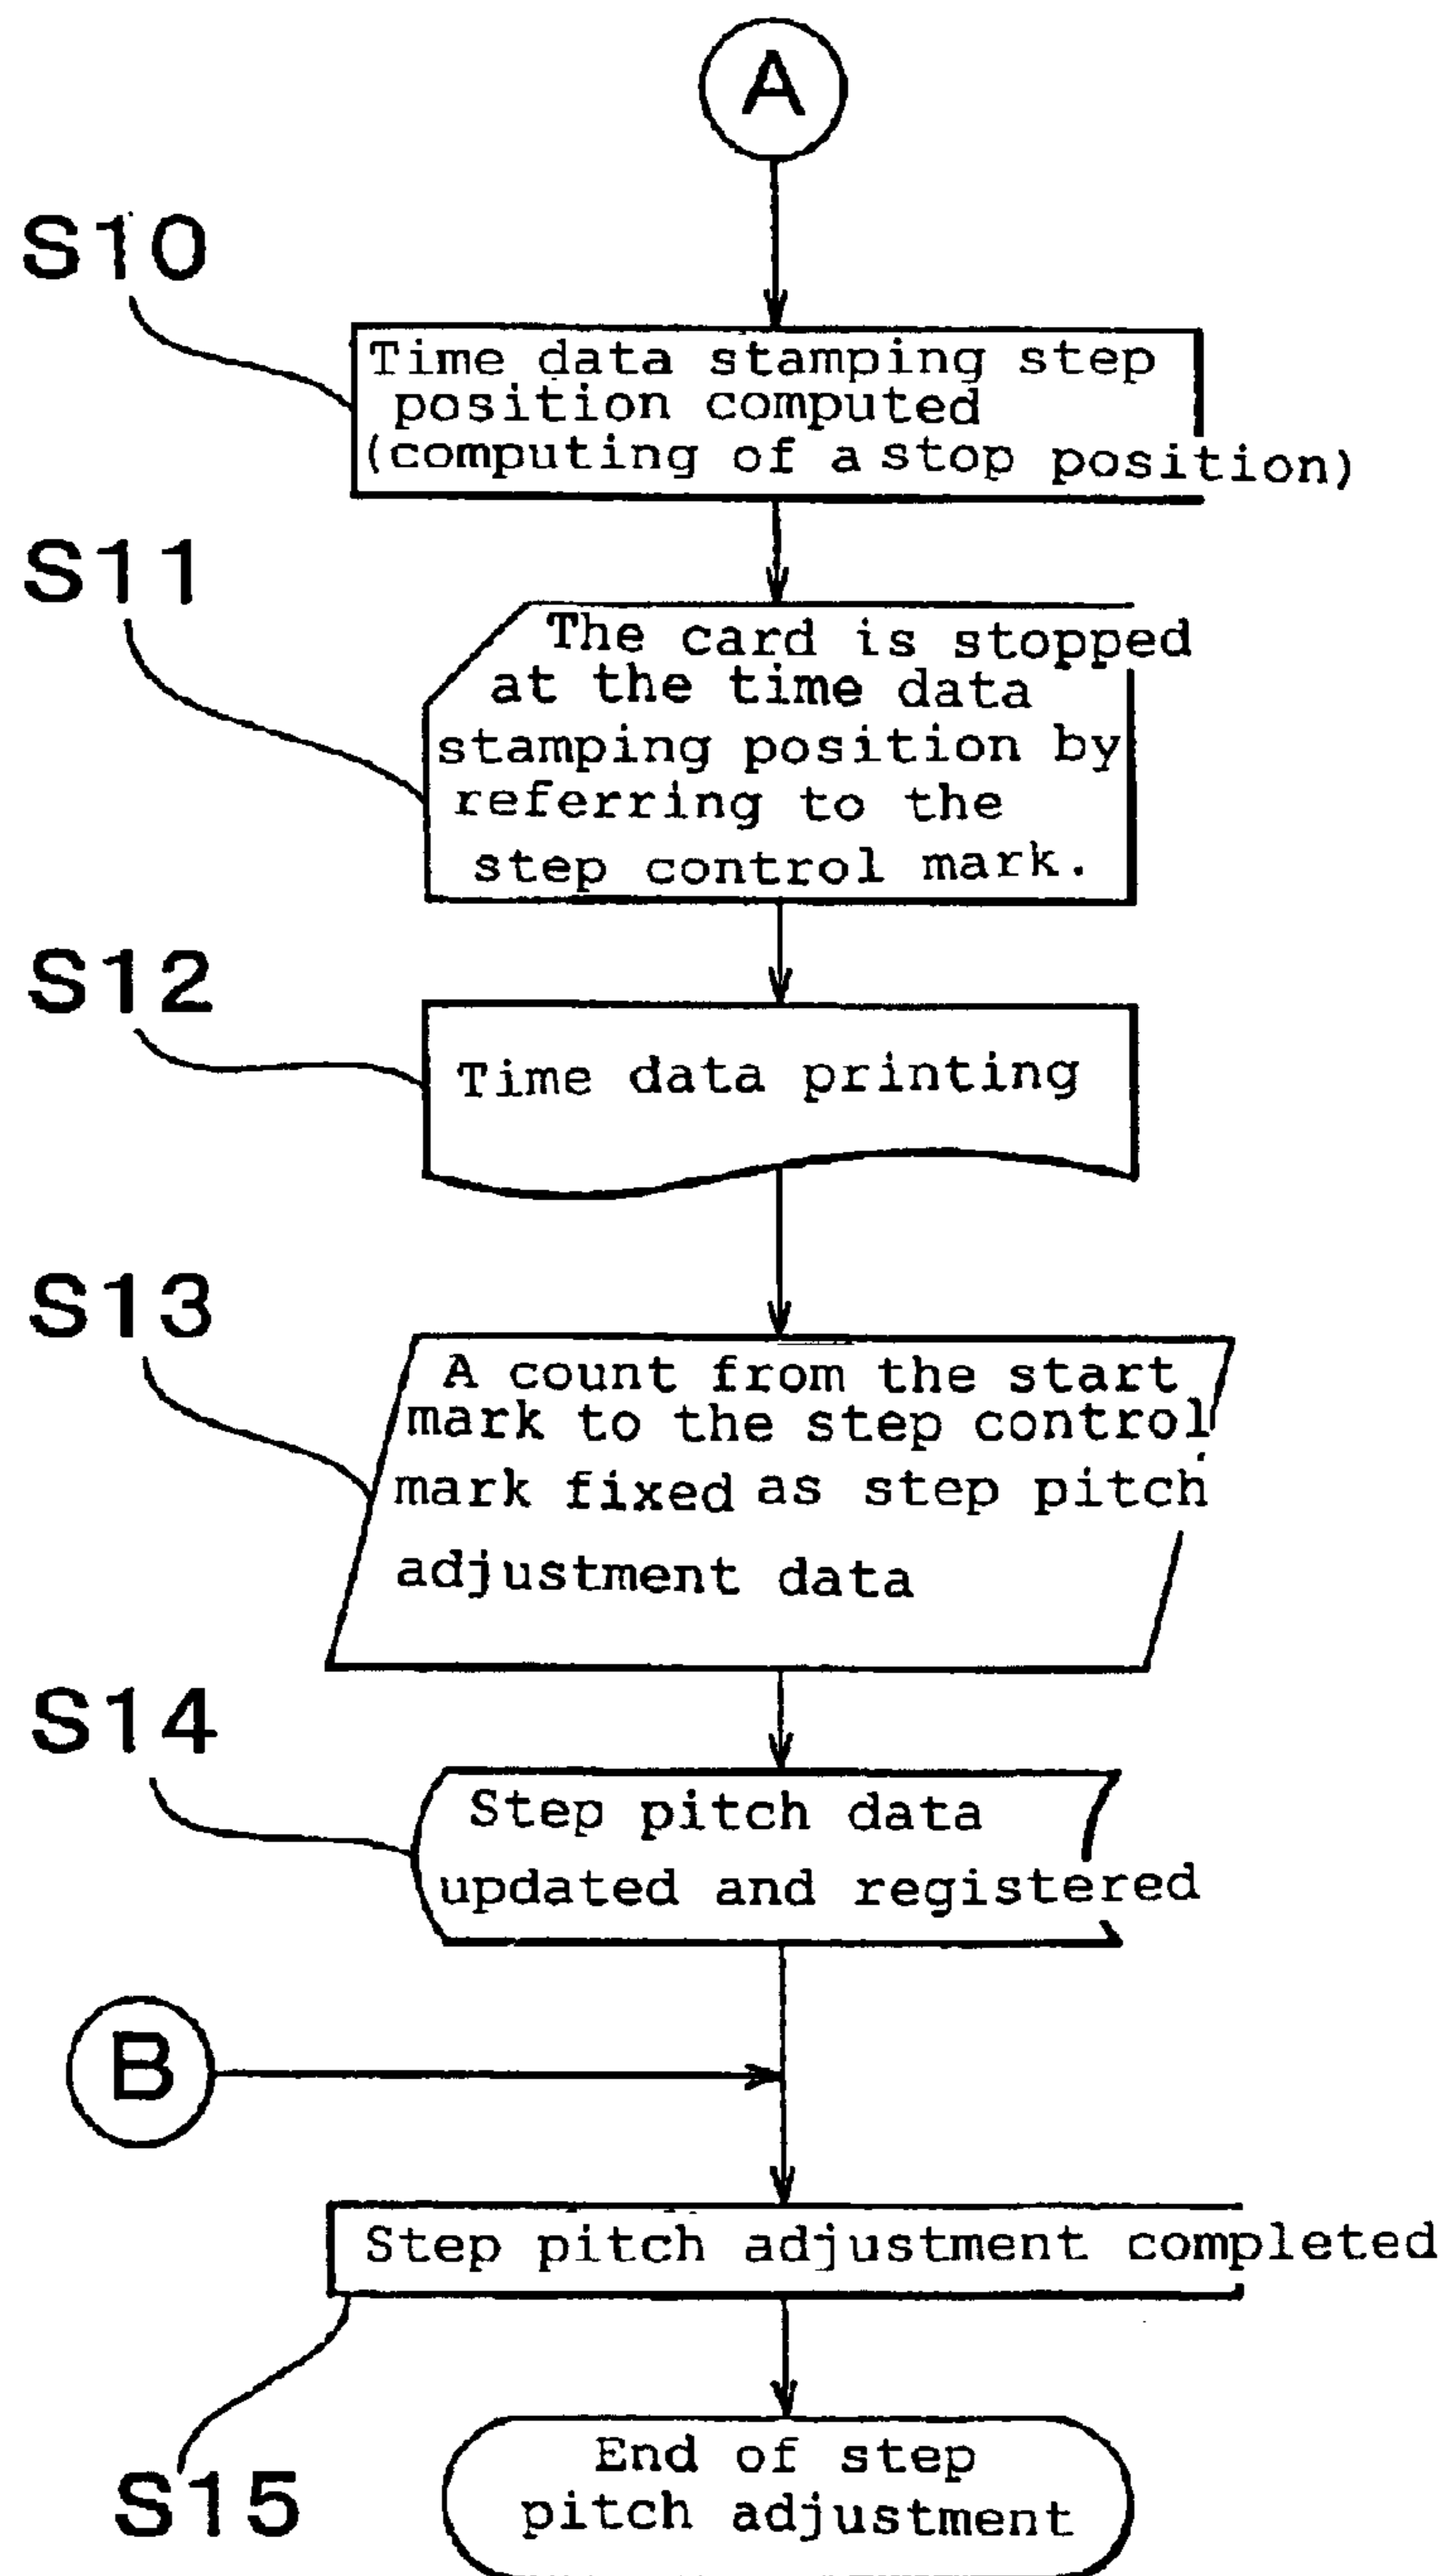 A
S10
Time data stamping step
position computed
(computing of a stop position)
S11
The card is stopped
at the time data
stamping position by
referring to the
step control mark.
S12
Time data printing
S13
A count from the start
mark to the step control
mark fixed as step pitch
adjustment data
S14
Step pitch data
updated and registered
B
Step pitch adjustment completed
S15
End of step
pitch adjustment